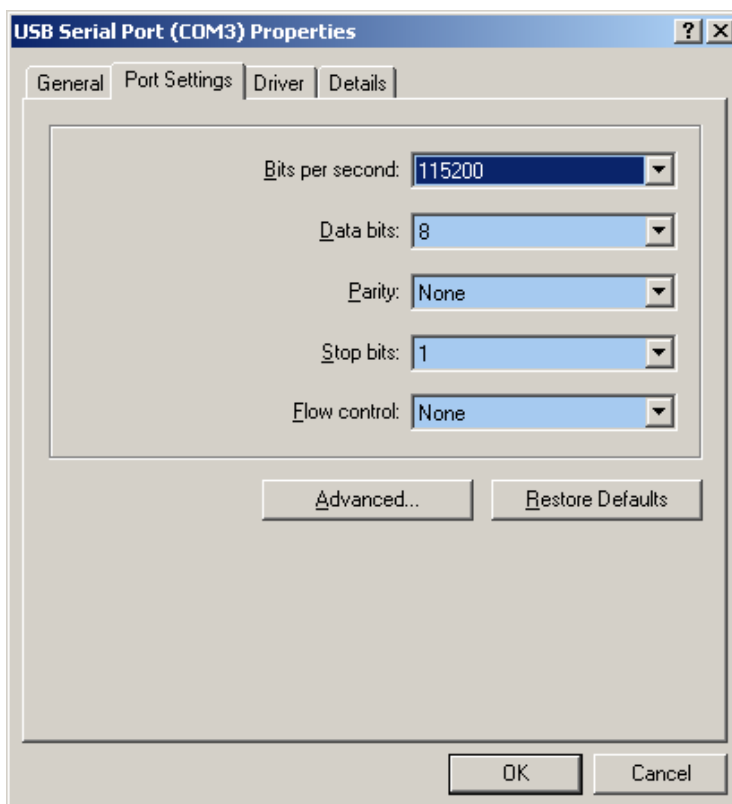 USB Serial Port (COM3) Properties
General Port Settings Driver Details
Bits per second: 115200
Data bits: 8
Parity: None
Stop bits: 1
Flow control: None
Advanced... Restore Defaults
OK Cancel